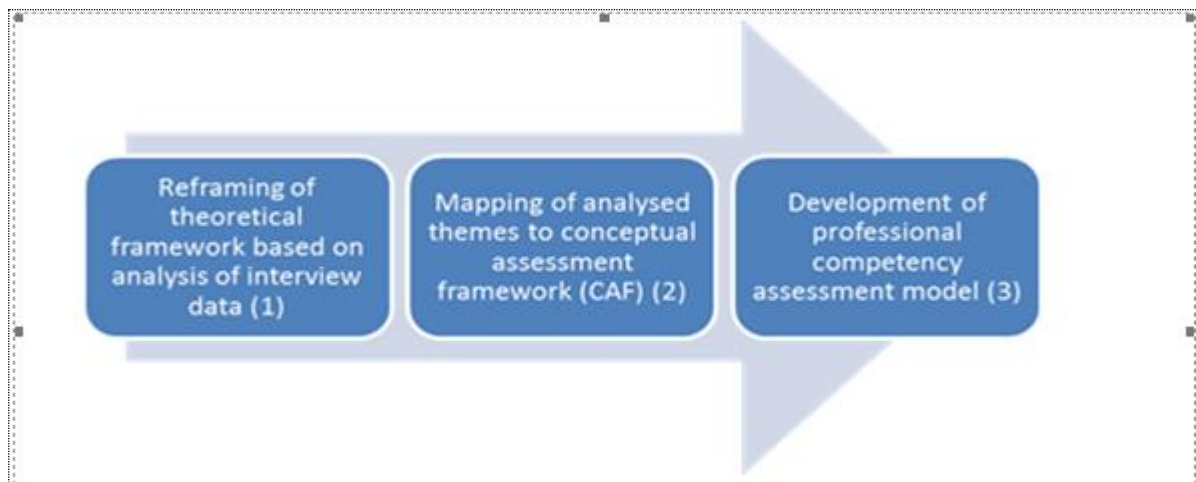 Reframing of
theoretical
framework based on
analysis of interview
data (1)
Mapping of analysed
themes to conceptual
assessment
framework (CAF) (2)
Development of
professional
competency
assessment model (3)